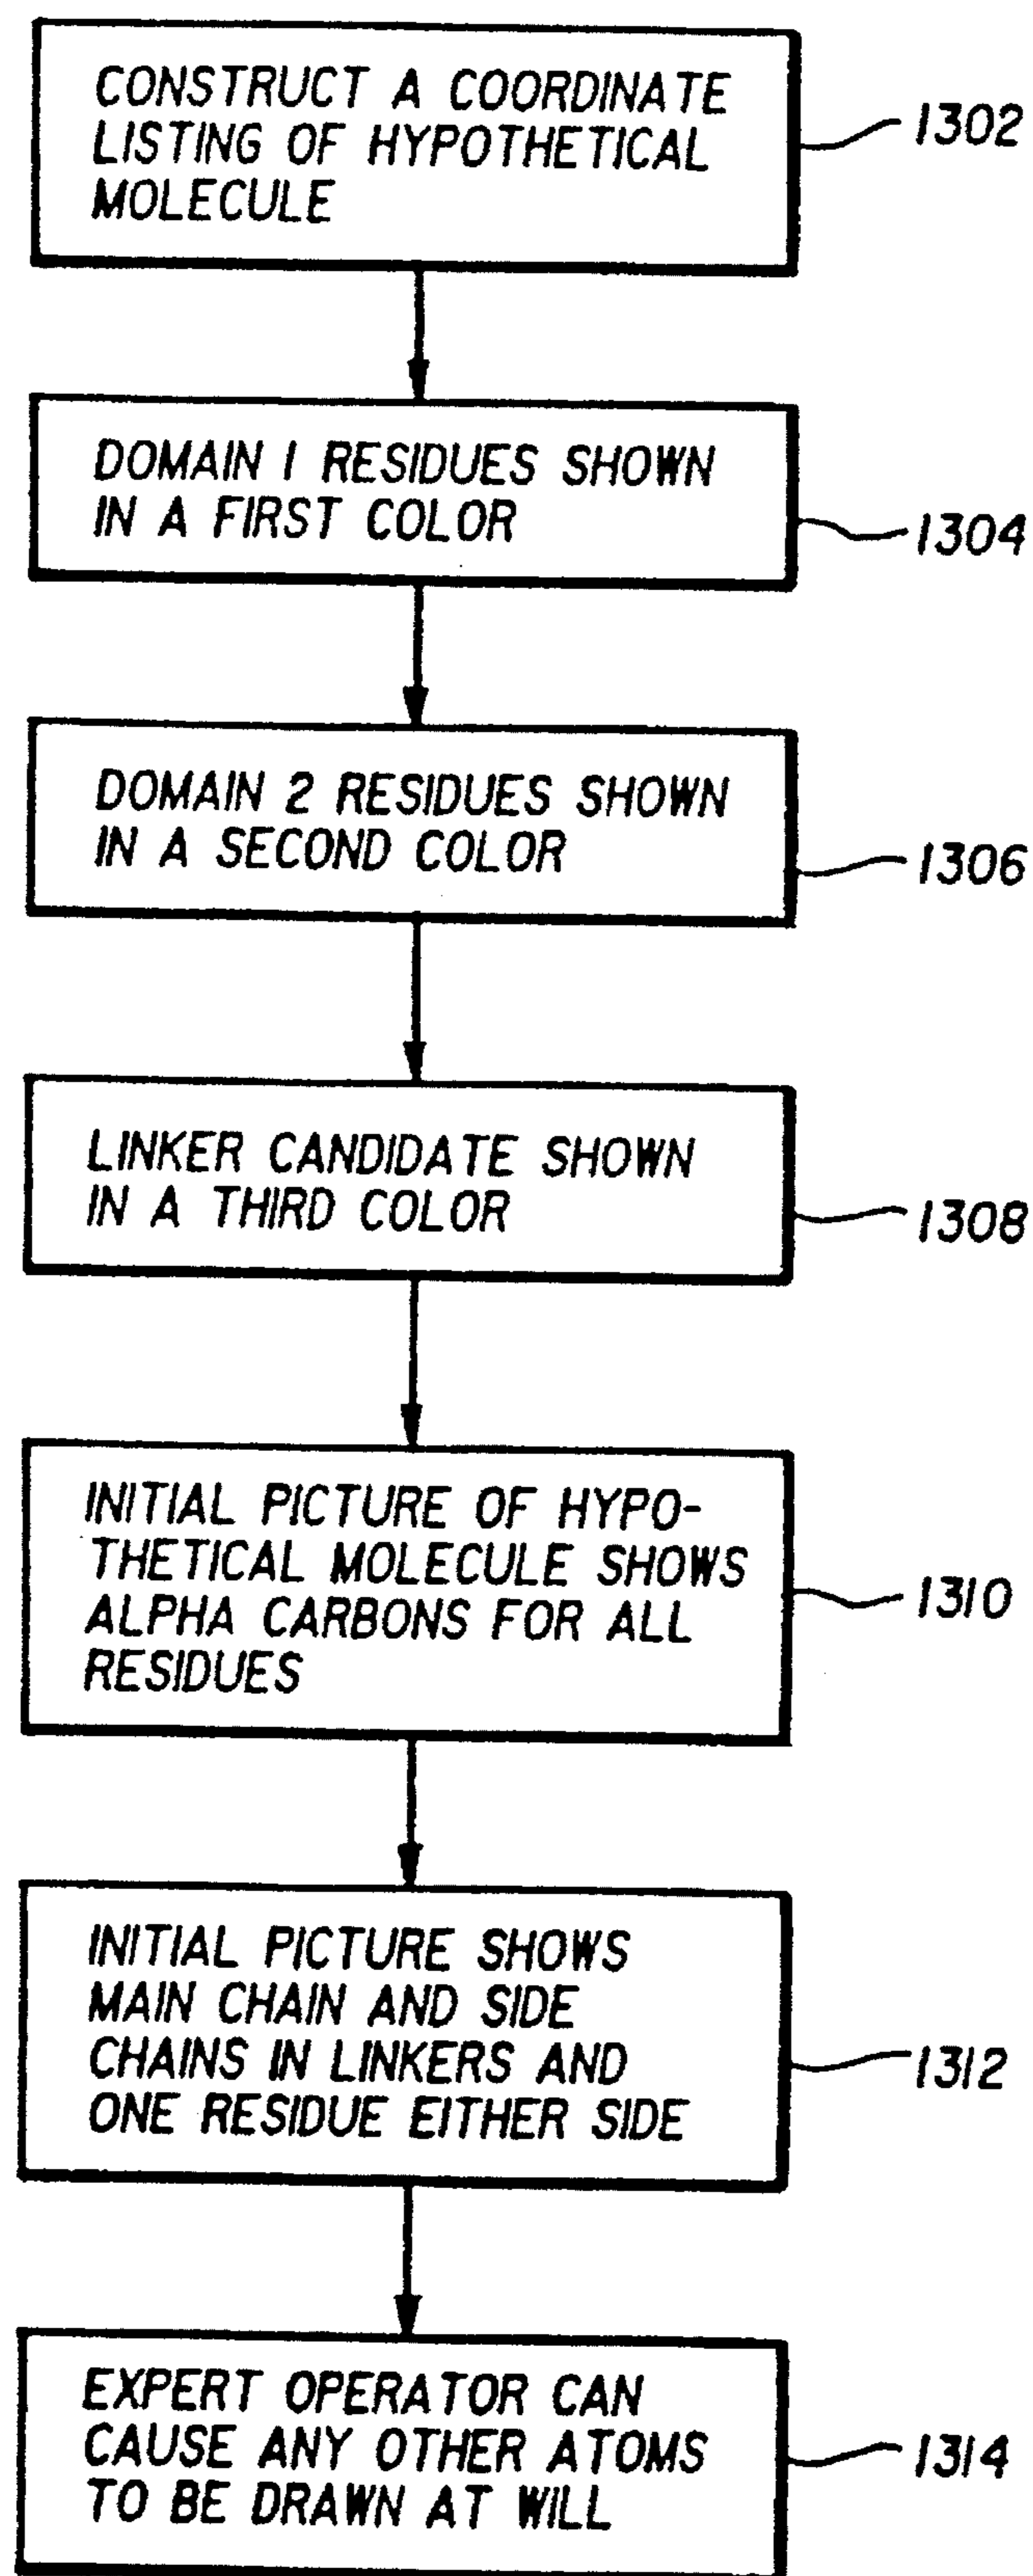 CONSTRUCT A COORDINATE
LISTING OF HYPOTHETICAL
MOLECULE
1302
DOMAIN 1 RESIDUES SHOWN
IN A FIRST COLOR
1304
DOMAIN 2 RESIDUES SHOWN
IN A SECOND COLOR
1306
LINKER CANDIDATE SHOWN
IN A THIRD COLOR
1308
INITIAL PICTURE OF HYPO-
THETICAL MOLECULE SHOWS
ALPHA CARBONS FOR ALL
RESIDUES
1310
INITIAL PICTURE SHOWS
MAIN CHAIN AND SIDE
CHAINS IN LINKERS AND
ONE RESIDUE EITHER SIDE
1312
EXPERT OPERATOR CAN
CAUSE ANY OTHER ATOMS
TO BE DRAWN AT WILL
1314